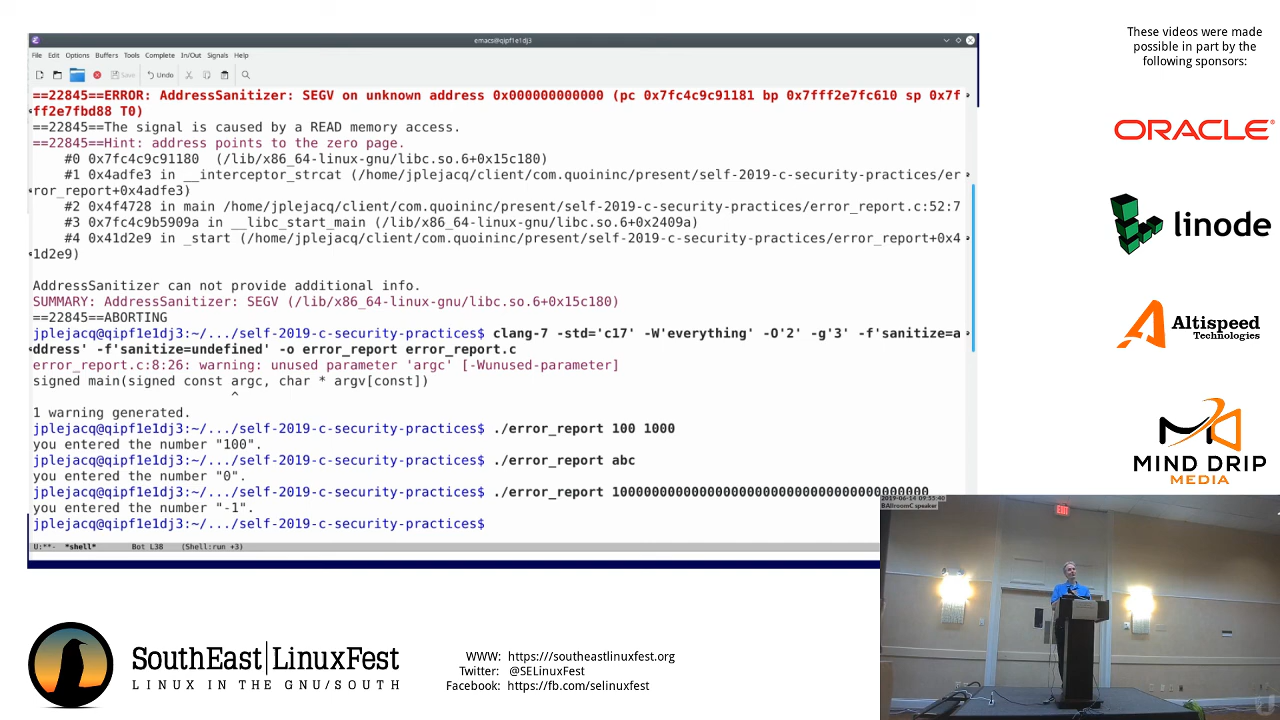 These videos were made
possible in part by the
following sponsors:
emacs@qipf1e1dj3
File Edit Options Buffers Tools Complete In/Out Signals Help
Save Undo
==22845==ERROR: AddressSanitizer: SEGV on unknown address 0x000000000000 (pc 0x7fc4c9c91181 bp 0x7fff2e7fc610 sp 0x7f
ff2e7fbd88 T0)
==22845==The signal is caused by a READ memory access.
==22845==Hint: address points to the zero page.
#0 0x7fc4c9c91180  (/lib/x86_64-linux-gnu/libc.so.6+0x15c180)
#1 0x4adfe3 in __interceptor_strcat (/home/jplejacq/client/com.quoininc/present/self-2019-c-security-practices/er
ror_report+0x4adfe3)
#2 0x4f4728 in main /home/jplejacq/client/com.quoininc/present/self-2019-c-security-practices/error_report.c:52:7
#3 0x7fc4c9b5909a in __libc_start_main (/lib/x86_64-linux-gnu/libc.so.6+0x2409a)
#4 0x41d2e9 in _start (/home/jplejacq/client/com.quoininc/present/self-2019-c-security-practices/error_report+0x4
1d2e9)
AddressSanitizer can not provide additional info.
SUMMARY: AddressSanitizer: SEGV (/lib/x86_64-linux-gnu/libc.so.6+0x15c180)
==22845==ABORTING
jplejacq@qipf1e1dj3:~/.../self-2019-c-security-practices$ clang-7 -std='c17' -W'everything' -O'2' -g'3' -f'sanitize=a
ddress' -f'sanitize=undefined' -o error_report error_report.c
error_report.c:8:26: warning: unused parameter 'argc' [-Wunused-parameter]
signed main(signed const argc, char * argv[const])
^
1 warning generated.
jplejacq@qipf1e1dj3:~/.../self-2019-c-security-practices$ ./error_report 100 1000
you entered the number "100".
jplejacq@qipf1e1dj3:~/.../self-2019-c-security-practices$ ./error_report abc
you entered the number "0".
jplejacq@qipf1e1dj3:~/.../self-2019-c-security-practices$ ./error_report 1000000000000000000000000000000000000000
you entered the number "-1".
jplejacq@qipf1e1dj3:~/.../self-2019-c-security-practices$
U:**- *shell* Bot L38 (Shell:run +3)
ORACLE
linode
Altispeed
Technologies
MIND DRIP
MEDIA
2019-06-14 09:55:40
BAllroomC speaker
EXIT
SouthEast LinuxFest
LINUX IN THE GNU/SOUTH
WWW: https:///southeastlinuxfest.org
Twitter: @SELinuxFest
Facebook: https://fb.com/selinuxfest